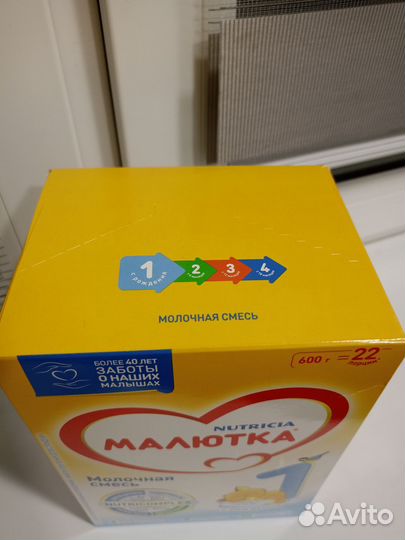 1 2 3 4
с рождения
МОЛОЧНАЯ СМЕСЬ
БОЛЕЕ 40 ЛЕТ
ЗАБОТЫ
О НАШИХ
МАЛЫШАХ
600 г = 22
порции
NUTRICIA
МАЛЮТКА
1
Молочная
смесь
NUTRICOMPLEX
Avito